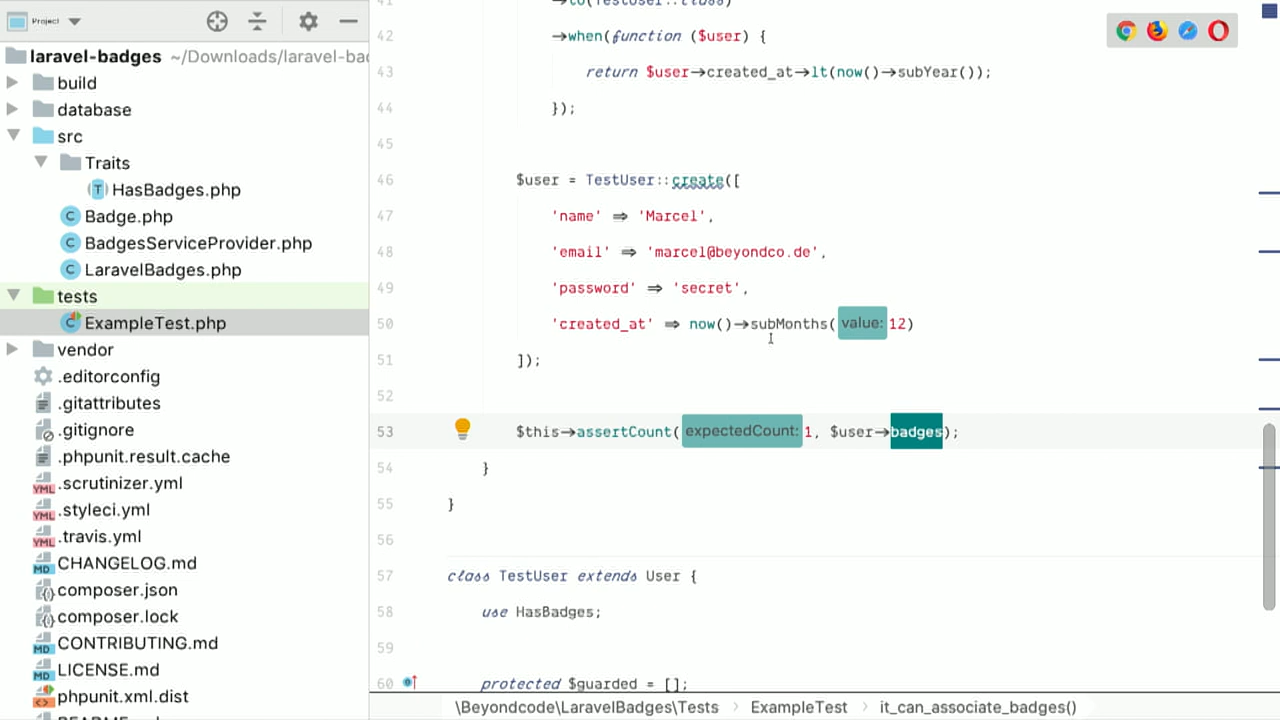 Project
laravel-badges ~/Downloads/laravel-bad
build
database
src
Traits
HasBadges.php
Badge.php
BadgesServiceProvider.php
LaravelBadges.php
tests
ExampleTest.php
vendor
.editorconfig
.gitattributes
.gitignore
.phpunit.result.cache
.scrutinizer.yml
.styleci.yml
.travis.yml
CHANGELOG.md
composer.json
composer.lock
CONTRIBUTING.md
LICENSE.md
phpunit.xml.dist
41 →to(TestUser::class)
42 →when(function ($user) {
43 return $user→created_at→lt(now()→subYear());
44 });
45
46 $user = TestUser::create([
47 'name' ⇒ 'Marcel',
48 'email' ⇒ 'marcel@beyondco.de',
49 'password' ⇒ 'secret',
50 'created_at' ⇒ now()→subMonths( value: 12)
51 ]);
52
53 $this→assertCount( expectedCount: 1, $user→badges);
54 }
55 }
56
57 class TestUser extends User {
58 use HasBadges;
59
60 protected $guarded = [];
\Beyondcode\LaravelBadges\Tests › ExampleTest › it_can_associate_badges()